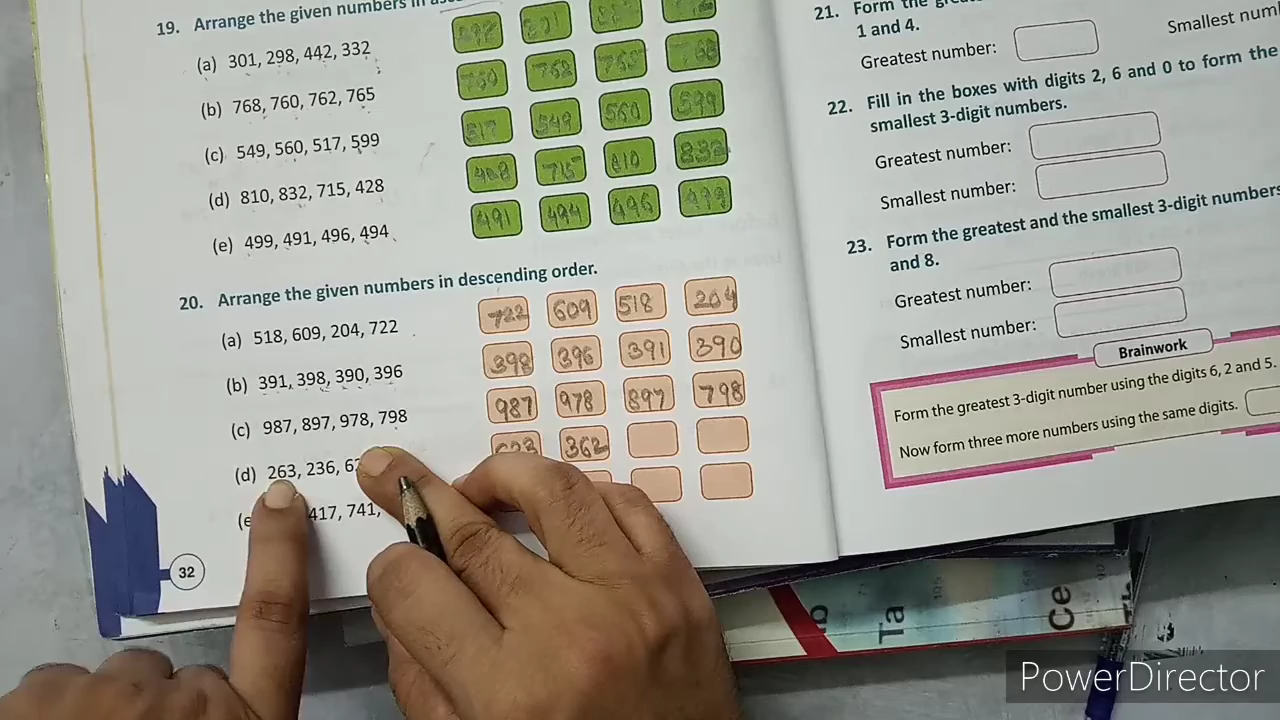 19. Arrange the given numbers in
(a) 301, 298, 442, 332
(b) 768, 760, 762, 765
760 762 765 768
(c) 549, 560, 517, 599
517 549 560 599
(d) 810, 832, 715, 428
428 715 810 832
(e) 499, 491, 496, 494
491 494 496 499
20. Arrange the given numbers in descending order.
(a) 518, 609, 204, 722
722 609 518 204
(b) 391, 398, 390, 396
398 396 391 390
(c) 987, 897, 978, 798
987 978 897 798
(d) 263, 236,
362
417, 741,
32
21. Form the
1 and 4.
Greatest number:
Smallest
22. Fill in the boxes with digits 2, 6 and 0 to form the
smallest 3-digit numbers.
Greatest number:
Smallest number:
23. Form the greatest and the smallest 3-digit numbers
and 8.
Greatest number:
Smallest number:
Brainwork
Form the greatest 3-digit number using the digits 6, 2 and 5.
Now form three more numbers using the same digits.
Ta
Ce
PowerDirector